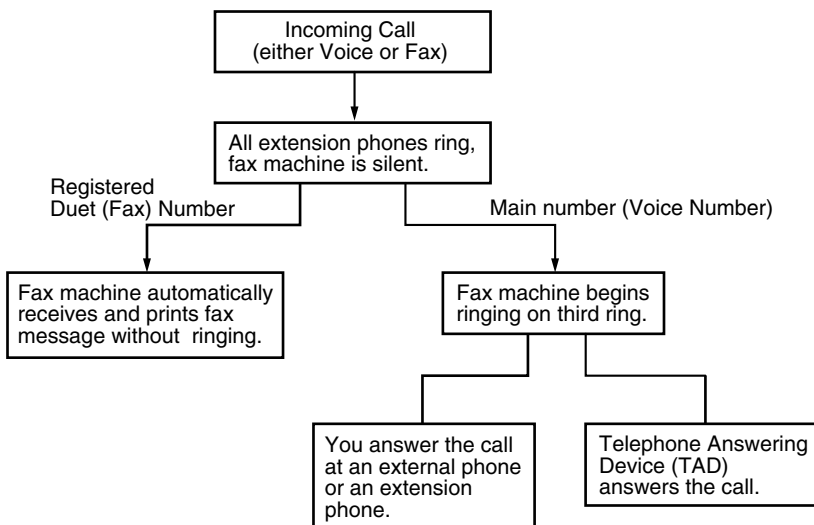 Incoming Call
(either Voice or Fax)
All extension phones ring,
fax machine is silent.
Registered
Duet (Fax) Number
Main number (Voice Number)
Fax machine automatically
receives and prints fax
message without ringing.
Fax machine begins
ringing on third ring.
You answer the call
at an external phone
or an extension
phone.
Telephone Answering
Device (TAD)
answers the call.